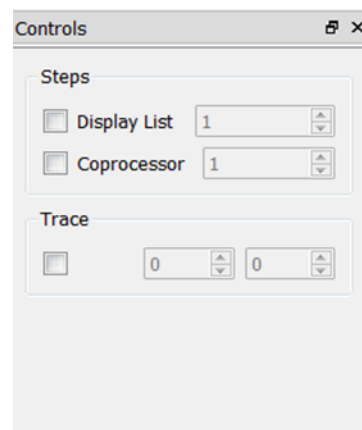 Controls
Steps
Display List 1
Coprocessor 1
Trace
0 0